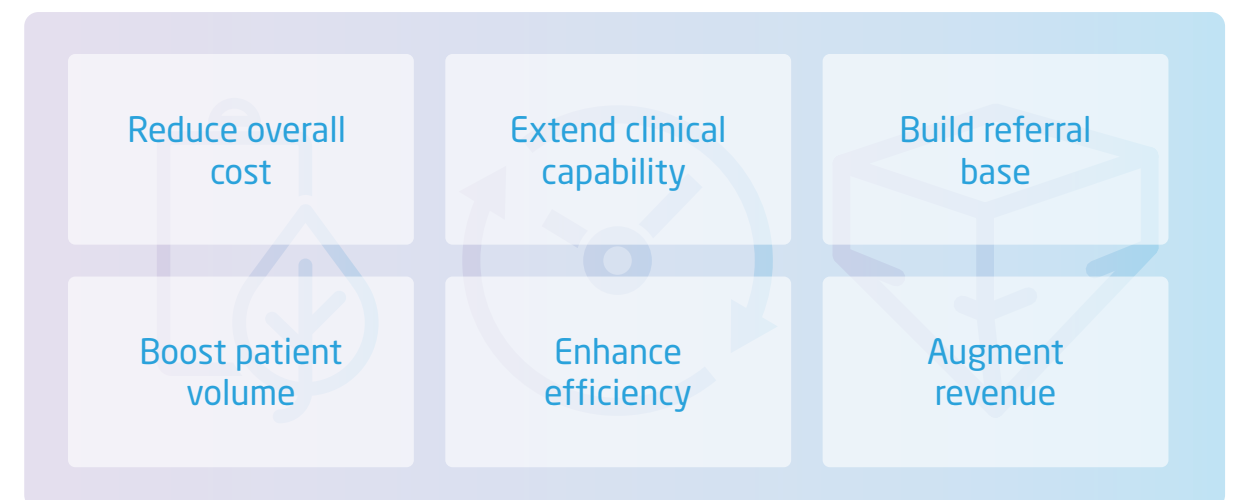 Reduce overall
cost
Extend clinical
capability
Build referral
base
Boost patient
volume
Enhance
efficiency
Augment
revenue